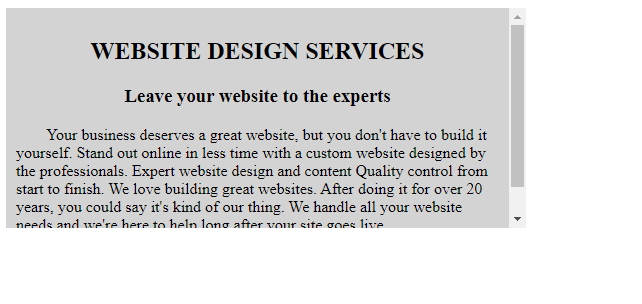 WEBSITE DESIGN SERVICES
Leave your website to the experts
Your business deserves a great website, but you don't have to build it
yourself. Stand out online in less time with a custom website designed by
the professionals. Expert website design and content Quality control from
start to finish. We love building great websites. After doing it for over 20
years, you could say it's kind of our thing. We handle all your website
needs and we're here to help long after your site goes live.